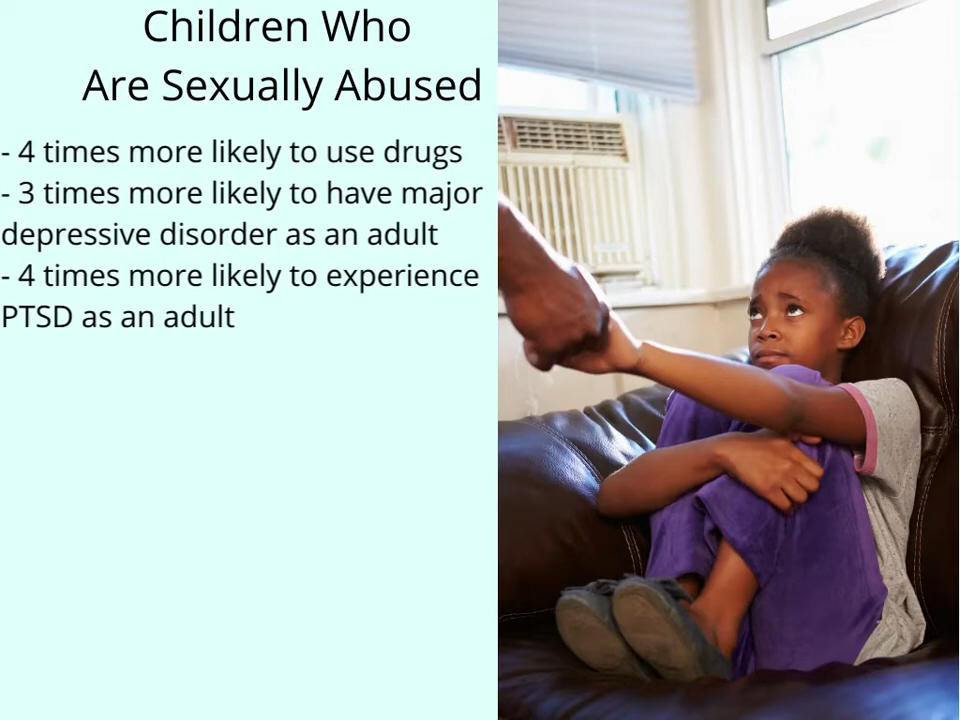 Children Who
Are Sexually Abused
- 4 times more likely to use drugs
- 3 times more likely to have major
depressive disorder as an adult
- 4 times more likely to experience
PTSD as an adult